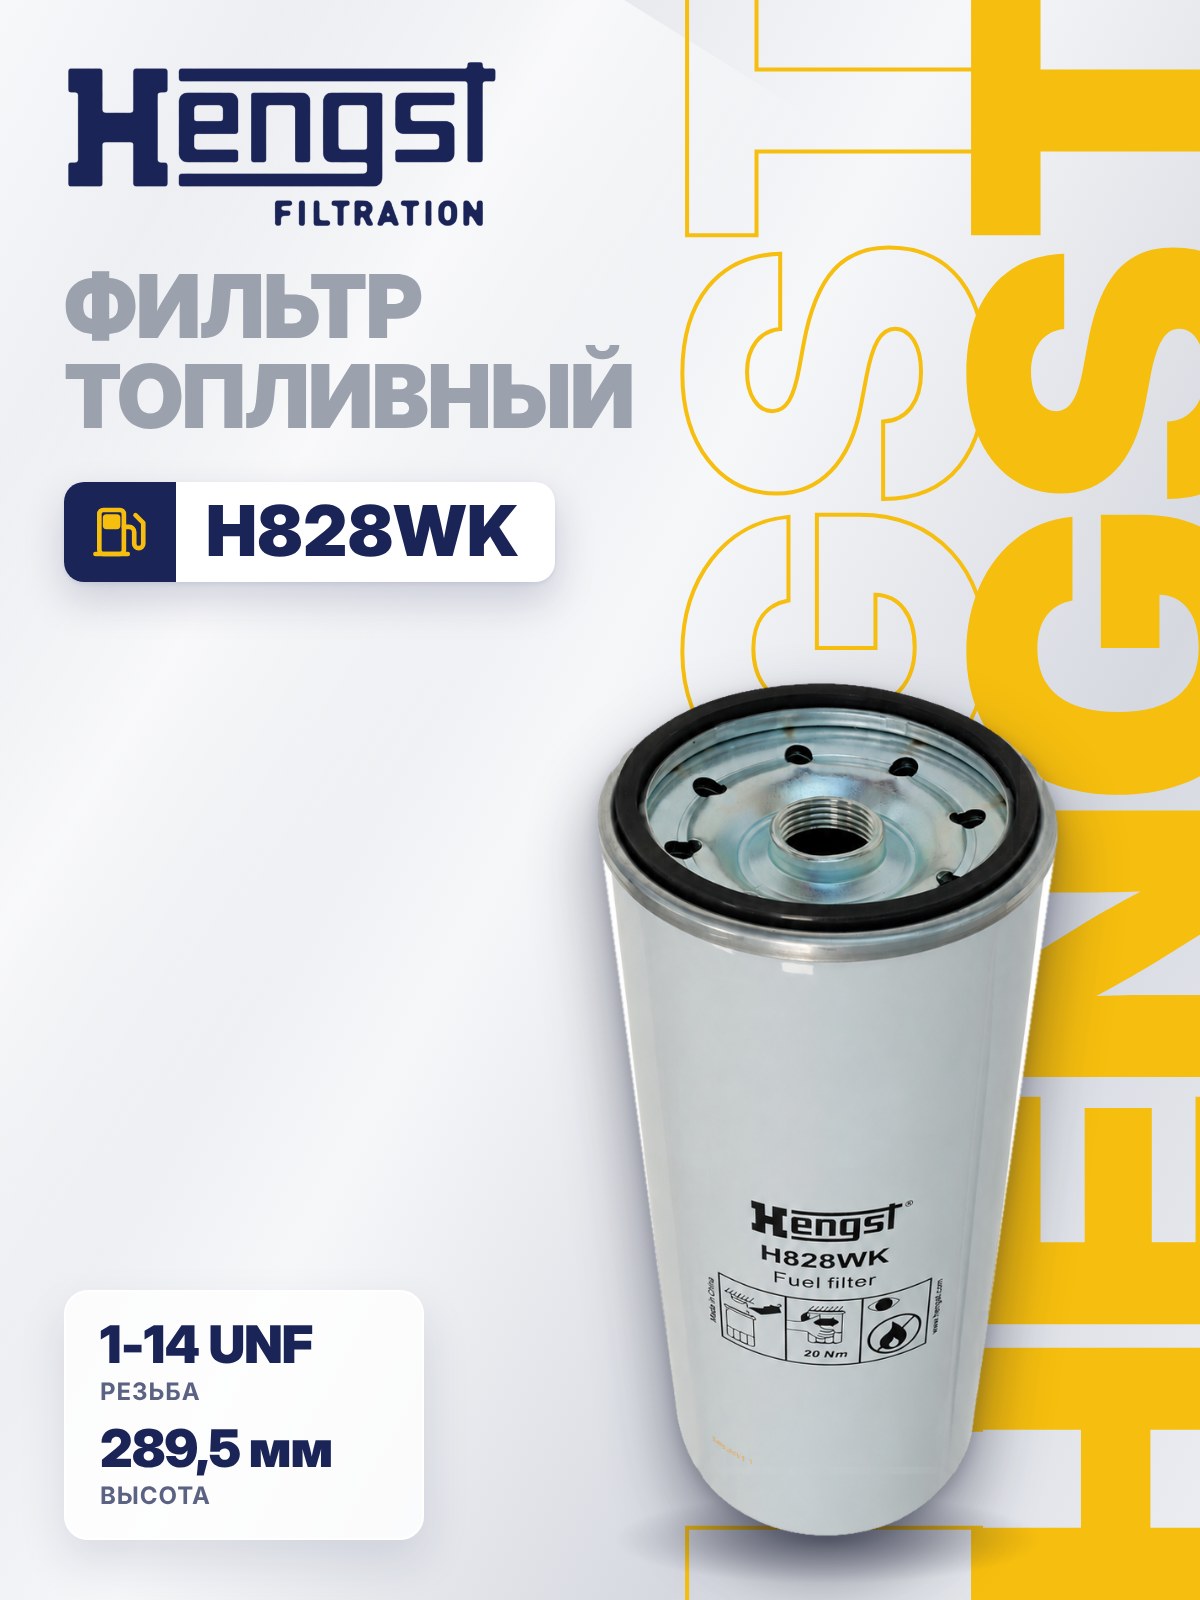 Hengst
FILTRATION
ФИЛЬТР
ТОПЛИВНЫЙ
H828WK
HENGST
HENGST
Hengst®
H828WK
Fuel filter
Made in China
www.hengst.com
20 Nm
1-14 UNF
РЕЗЬБА
289,5 мм
ВЫСОТА